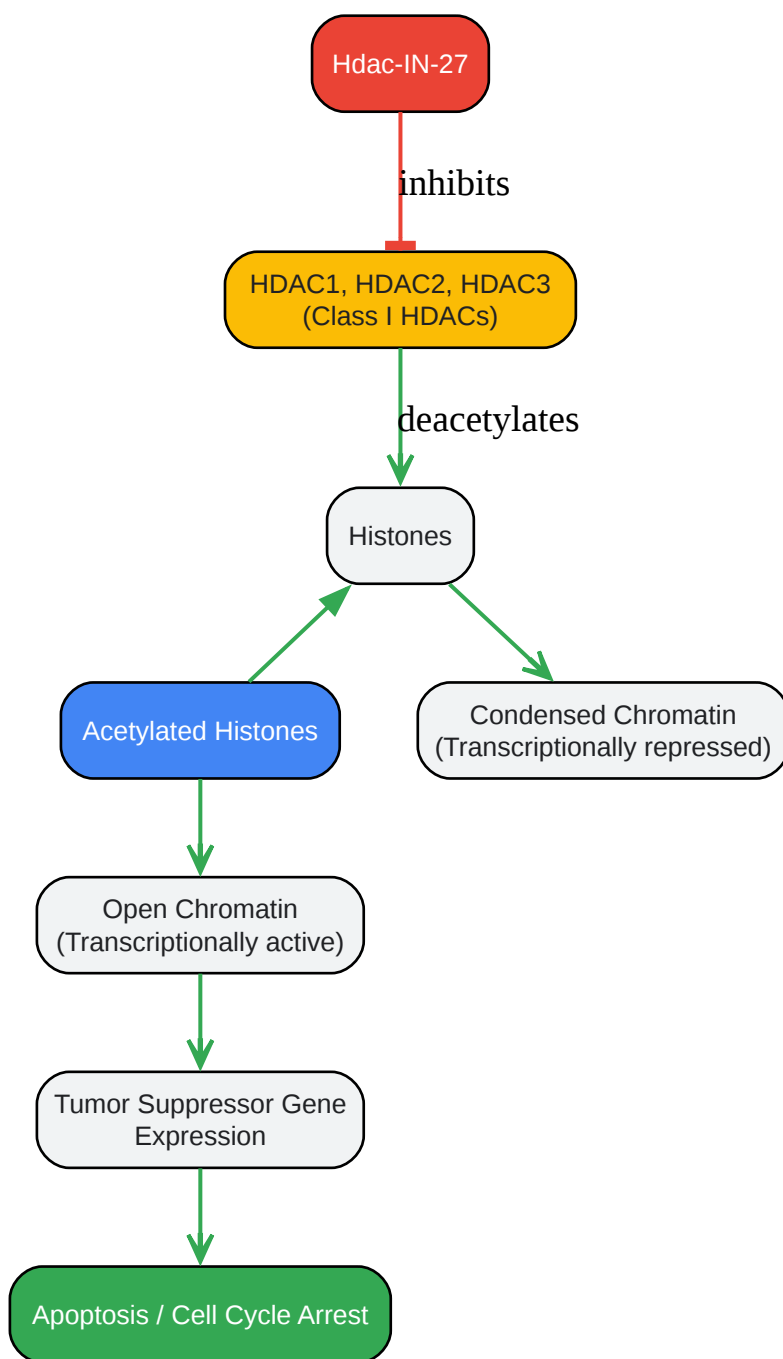 Hdac-IN-27
inhibits
HDAC1, HDAC2, HDAC3
(Class I HDACs)
deacetylates
Histones
Acetylated Histones
Condensed Chromatin
(Transcriptionally repressed)
Open Chromatin
(Transcriptionally active)
Tumor Suppressor Gene
Expression
Apoptosis / Cell Cycle Arrest